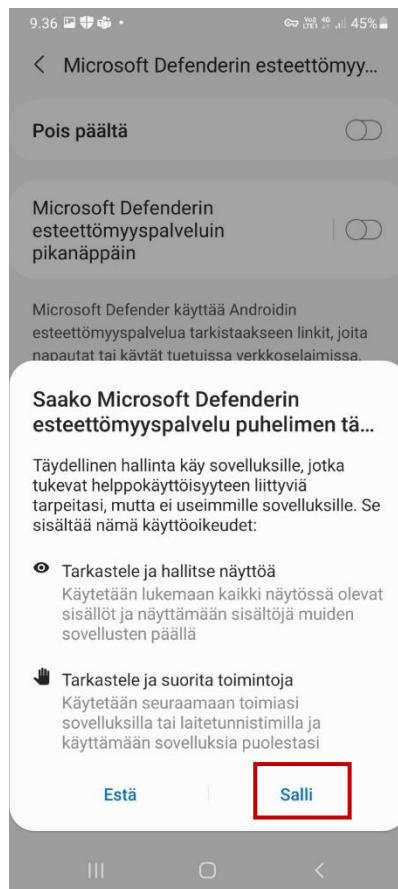 9.36
Vo)) 4G
LTE1 45%
Microsoft Defenderin esteettömyy...
Pois päältä
Microsoft Defenderin
esteettömyyspalveluin
pikanäppäin
Microsoft Defender käyttää Androidin
esteettömyyspalvelua tarkistaakseen linkit, joita
napautat tai käytät tuetuissa verkkoselaimissa.
Saako Microsoft Defenderin
esteettömyyspalvelu puhelimen tä...
Täydellinen hallinta käy sovelluksille, jotka
tukevat helppokäyttöisyyteen liittyviä
tarpeitasi, mutta ei useimmille sovelluksille. Se
sisältää nämä käyttöoikeudet:
Tarkastele ja hallitse näyttöä
Käytetään lukemaan kaikki näytössä olevat
sisällöt ja näyttämään sisältöjä muiden
sovellusten päällä
Tarkastele ja suorita toimintoja
Käytetään seuraamaan toimiasi
sovelluksilla tai laitetunnistimilla ja
käyttämään sovelluksia puolestasi
Estä Salli